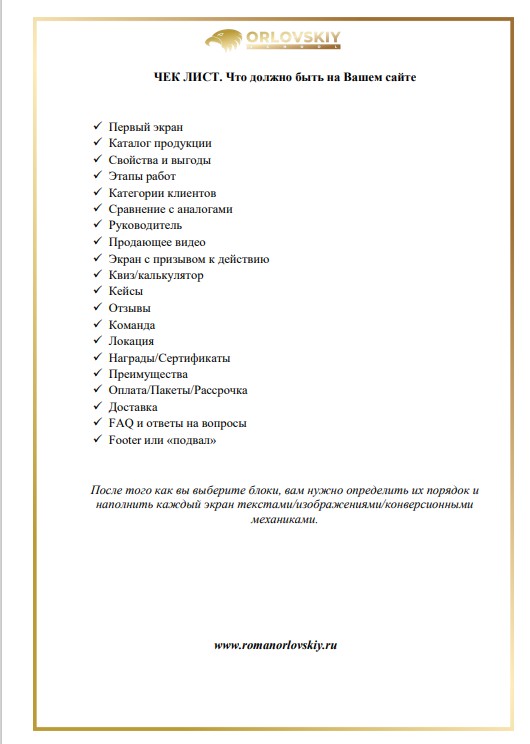 ORLOVSKIY
SCHOOL
ЧЕК ЛИСТ. Что должно быть на Вашем сайте
✓ Первый экран
✓ Каталог продукции
✓ Свойства и выгоды
✓ Этапы работ
✓ Категории клиентов
✓ Сравнение с аналогами
✓ Руководитель
✓ Продающее видео
✓ Экран с призывом к действию
✓ Квиз/калькулятор
✓ Кейсы
✓ Отзывы
✓ Команда
✓ Локация
✓ Награды/Сертификаты
✓ Преимущества
✓ Оплата/Пакеты/Рассрочка
✓ Доставка
✓ FAQ и ответы на вопросы
✓ Footer или «подвал»
После того как вы выберите блоки, вам нужно определить их порядок и
наполнить каждый экран текстами/изображениями/конверсионными
механиками.
www.romanorlovskiy.ru